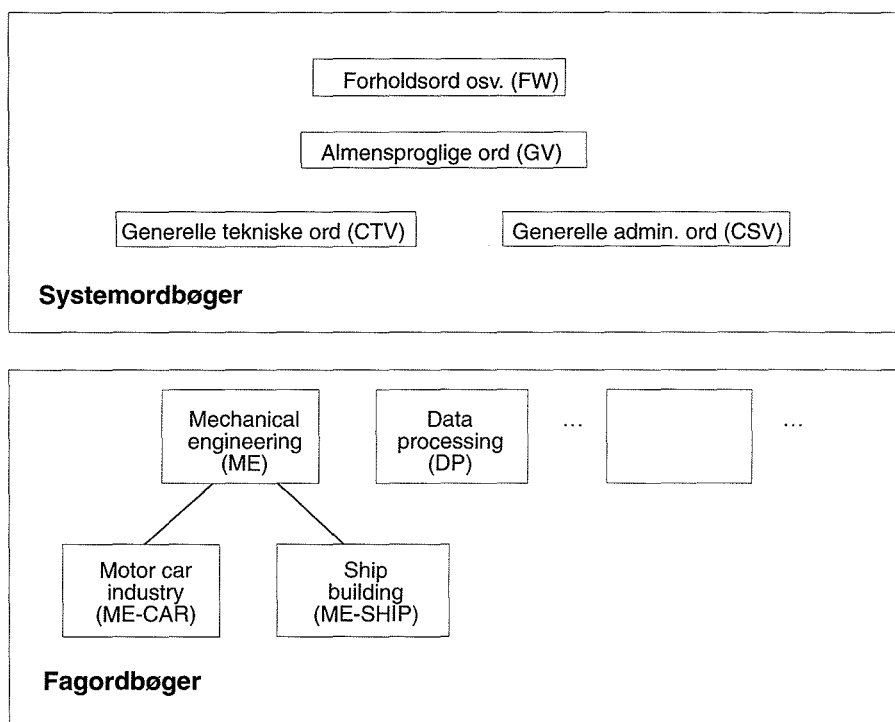 Forholdsord osv. (FW)
Almensproglige ord (GV)
Generelle tekniske ord (CTV)
Generelle admin. ord (CSV)
Systemordbøger
Mechanical
engineering
(ME)
Data
processing
(DP)
...
...
Motor car
industry
(ME-CAR)
Ship
building
(ME-SHIP)
Fagordbøger